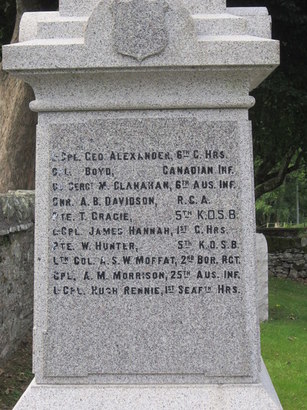 L-Cpl. Geo. Alexander, 6th C. Hrs.
Boyd, Canadian Inf.
Sergt M. Clanahan, 6th Aus. Inf.
Gnr. A. B. Davidson, R.G.A.
Pte. T. Gracie, 5th K.O.S.B.
L-Cpl. James Hannah, 1st C. Hrs.
Pte. W. Hunter, 5th K.O.S.B.
Lt. Col. A. S. W. Moffat, 2nd Bor. Rgt.
Cpl. A. M. Morrison, 25th Aus. Inf.
L-Cpl. Hugh Rennie, 1st Seafth Hrs.